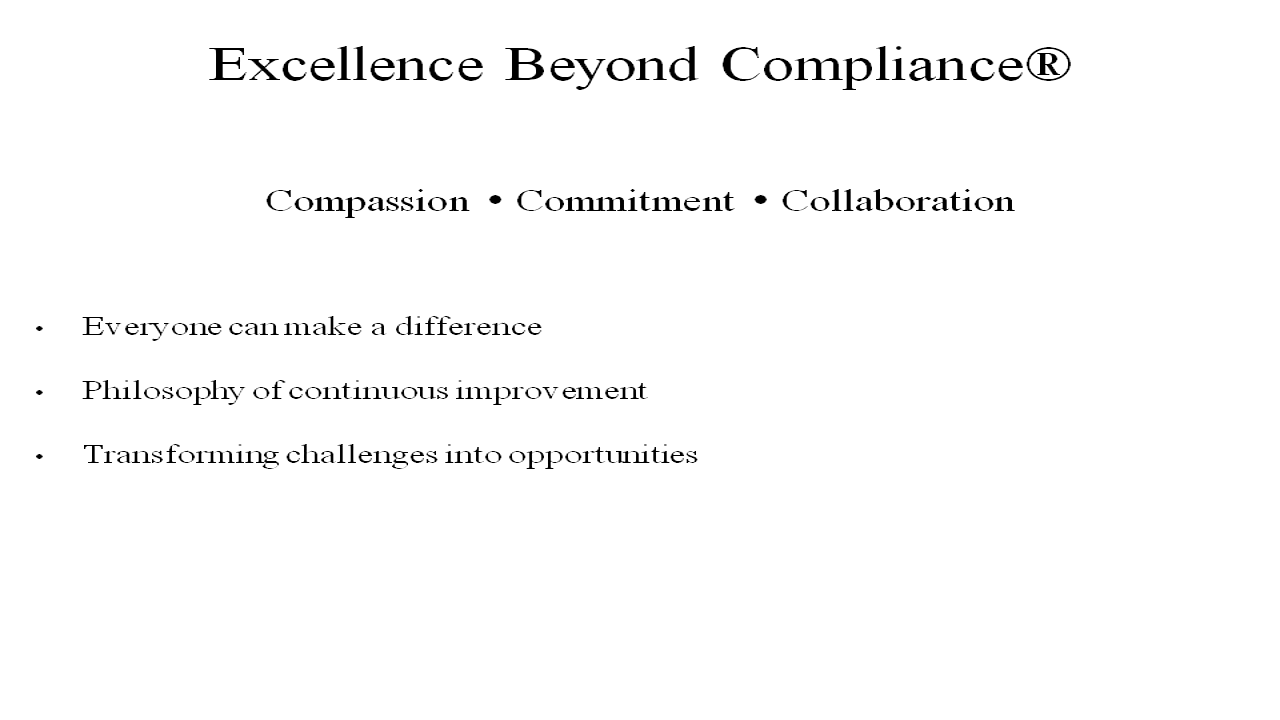 Excellence Beyond Compliance®
Compassion • Commitment • Collaboration
• Everyone can make a difference
• Philosophy of continuous improvement
• Transforming challenges into opportunities